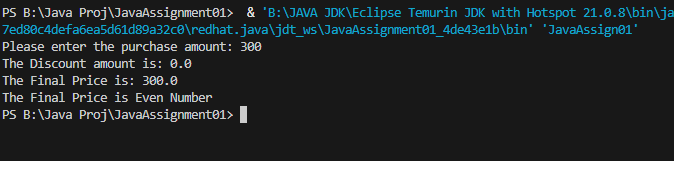 PS B:\Java Proj\JavaAssignment01>  & 'B:\JAVA JDK\Eclipse Temurin JDK with Hotspot 21.0.8\bin\ja
7ed80c4defa6ea5d61d89a32c0\redhat.java\jdt_ws\JavaAssignment01_4de43e1b\bin' 'JavaAssign01'
Please enter the purchase amount: 300
The Discount amount is: 0.0
The Final Price is: 300.0
The Final Price is Even Number
PS B:\Java Proj\JavaAssignment01>